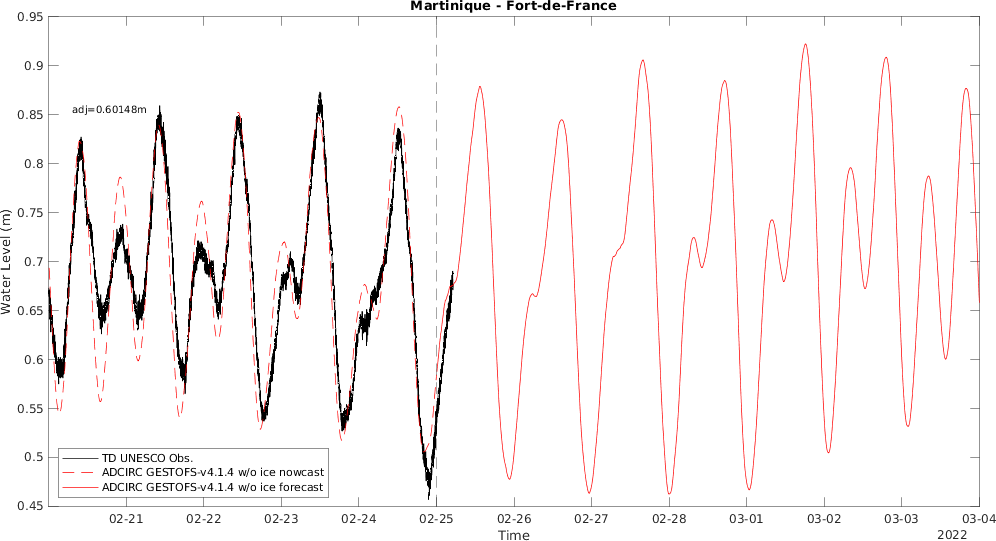 Martinique - Fort-de-France
0.95
0.9
0.85
0.8
0.75
0.7
0.65
0.6
0.55
0.5
0.45
Water Level (m)
adj=0.60148m
TD UNESCO Obs.
ADCIRC GESTOFS-v4.1.4 w/o ice nowcast
ADCIRC GESTOFS-v4.1.4 w/o ice forecast
02-21 02-22 02-23 02-24 02-25 02-26 02-27 02-28 03-01 03-02 03-03 03-04
Time
2022